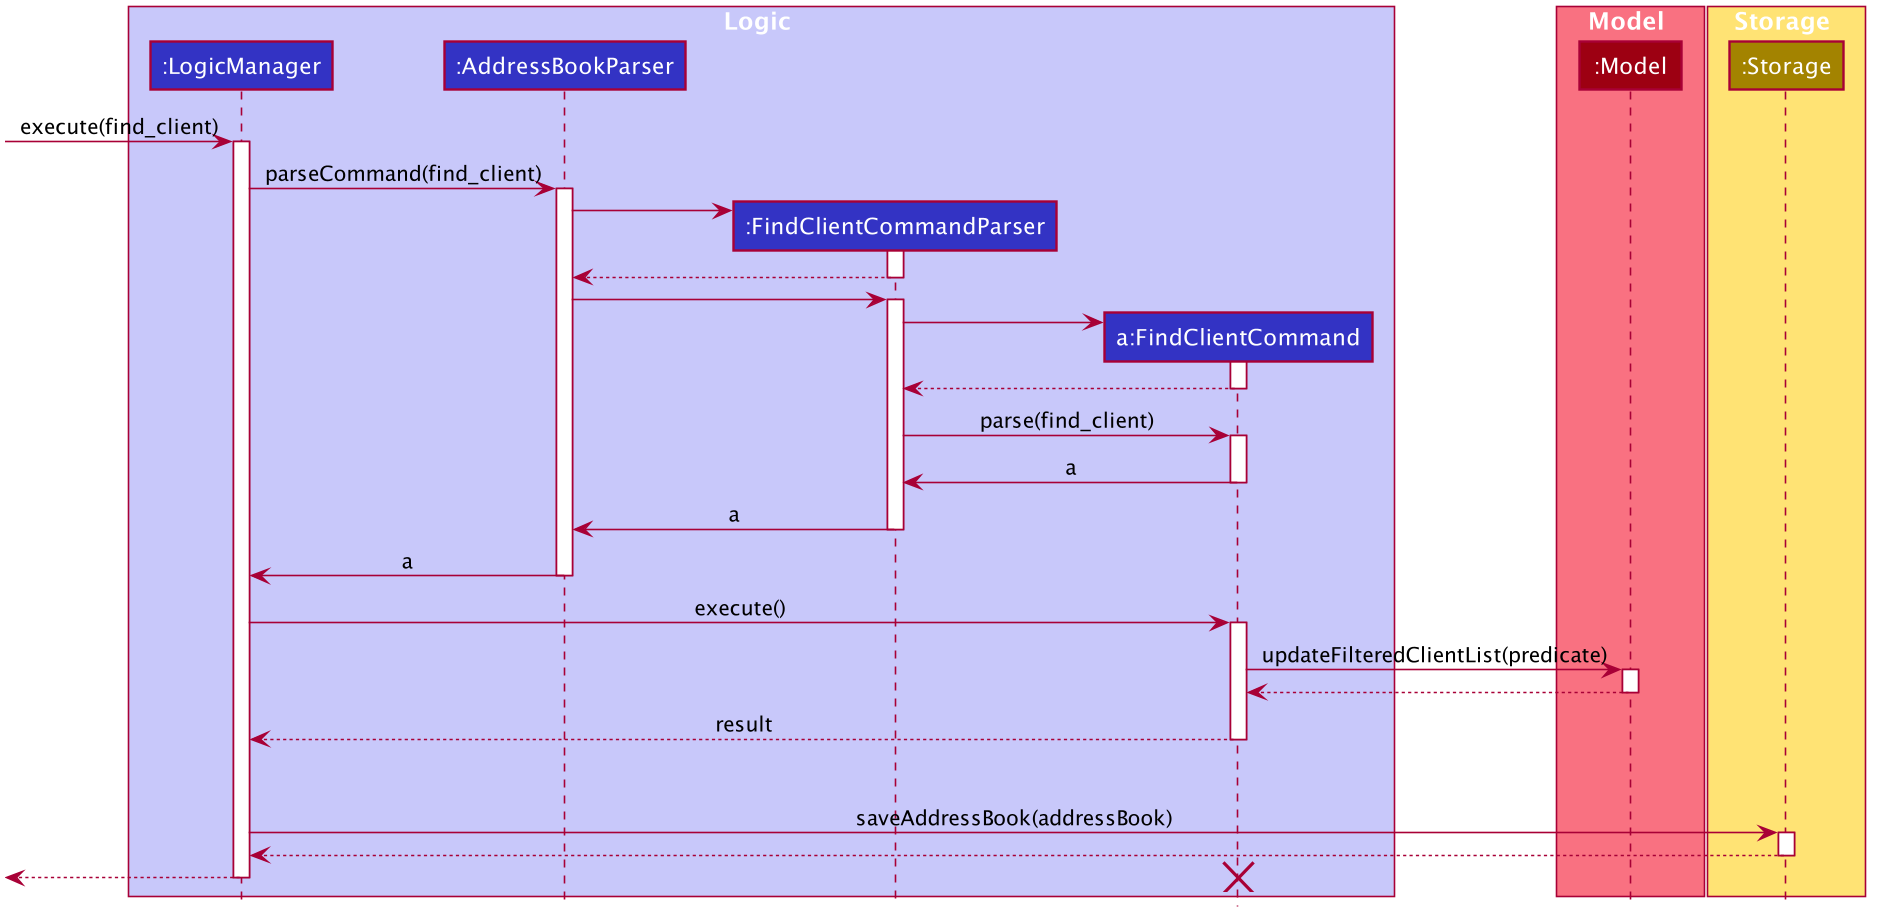 Logic
Model
Storage
:LogicManager
:AddressBookParser
:Model
:Storage
execute(find_client)
parseCommand(find_client)
:FindClientCommandParser
a:FindClientCommand
parse(find_client)
a
a
a
execute()
updateFilteredClientList(predicate)
result
saveAddressBook(addressBook)